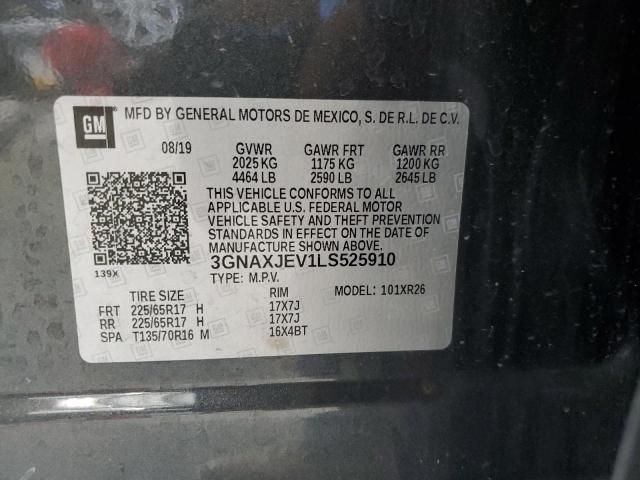 GM MFD BY GENERAL MOTORS DE MEXICO, S. DE R.L. DE C.V.
08/19 GVWR GAWR FRT GAWR RR
2025 KG 1175 KG 1200 KG
4464 LB 2590 LB 2645 LB
THIS VEHICLE CONFORMS TO ALL
APPLICABLE U.S. FEDERAL MOTOR
VEHICLE SAFETY AND THEFT PREVENTION
STANDARDS IN EFFECT ON THE DATE OF
MANUFACTURE SHOWN ABOVE.
139X 3GNAXJEV1LS525910
TYPE: M.P.V.
TIRE SIZE RIM MODEL: 101XR26
FRT 225/65R17 H 17X7J
RR 225/65R17 H 17X7J
SPA T135/70R16 M 16X4BT